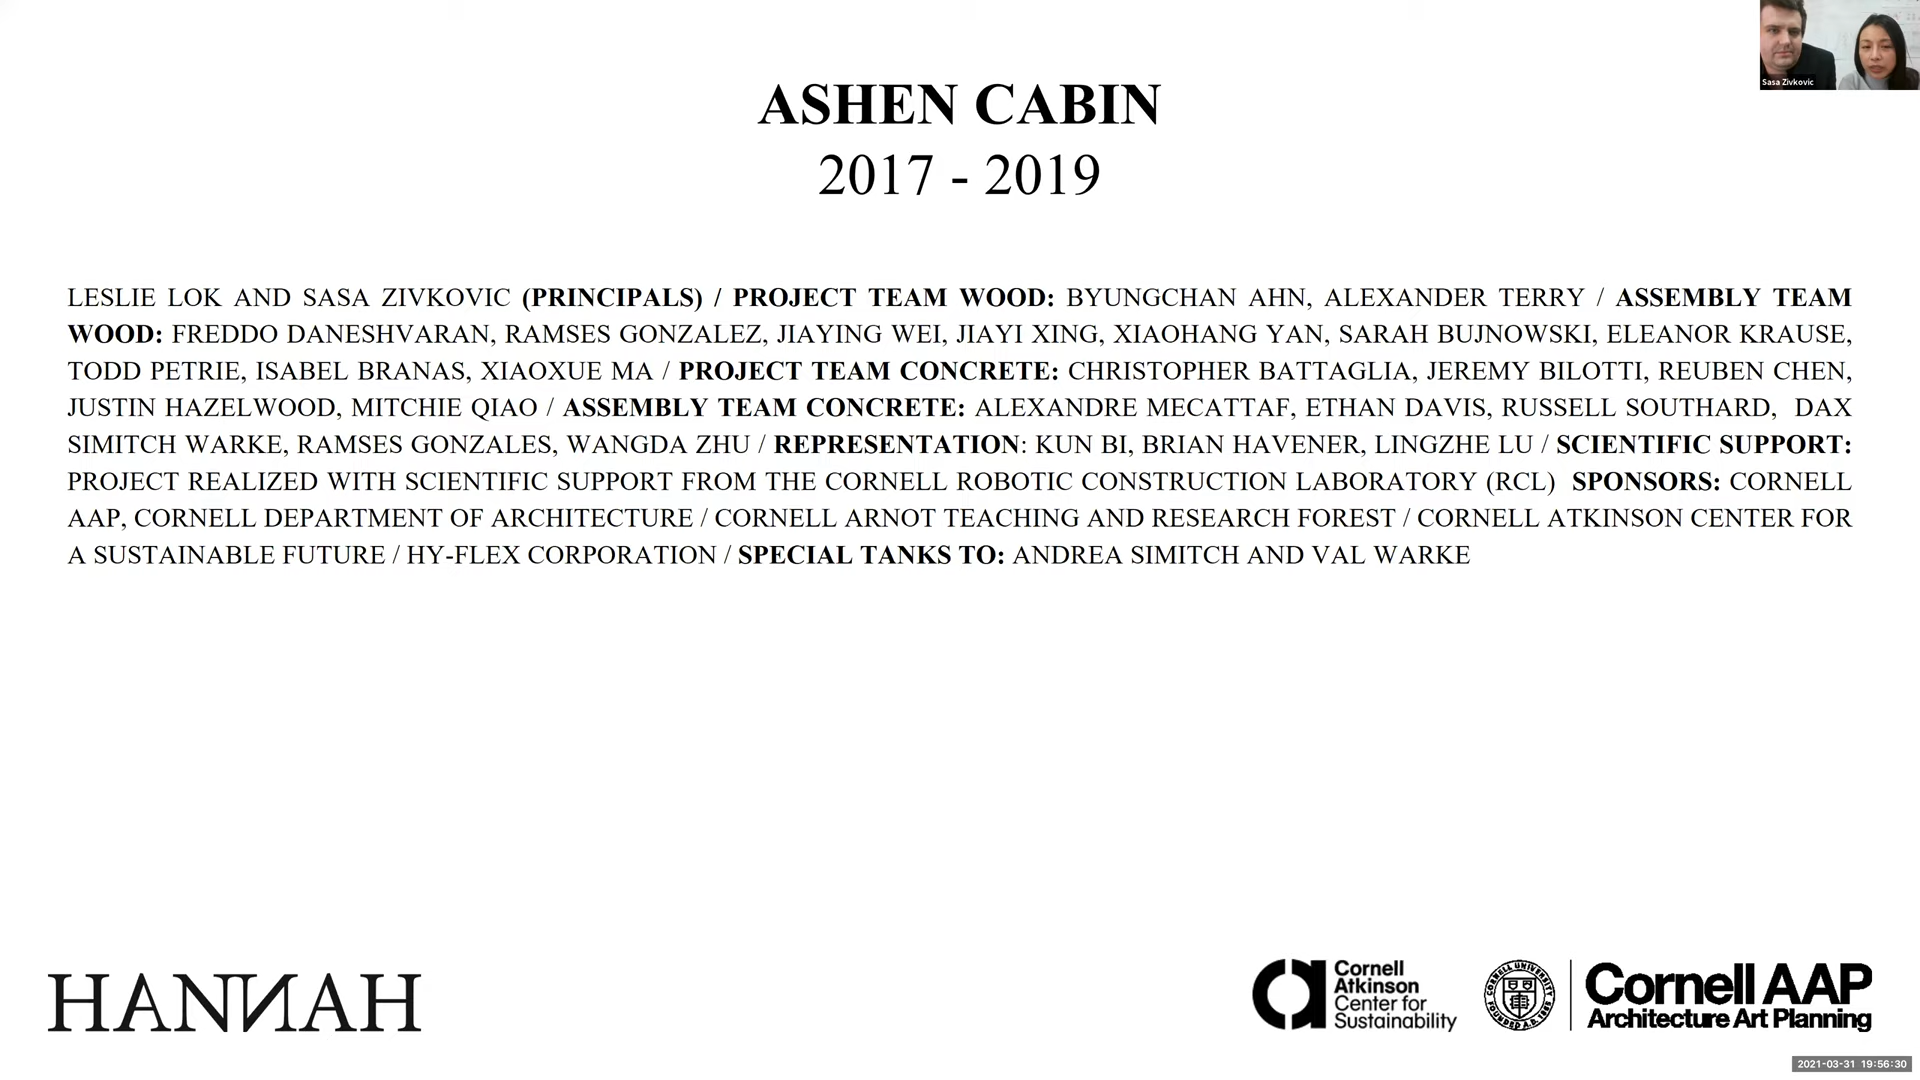 Sasa Zivkovic
ASHEN CABIN
2017 - 2019
LESLIE LOK AND SASA ZIVKOVIC (PRINCIPALS) / PROJECT TEAM WOOD: BYUNGCHAN AHN, ALEXANDER TERRY / ASSEMBLY TEAM
WOOD: FREDDO DANESHVARAN, RAMSES GONZALEZ, JIAYING WEI, JIAYI XING, XIAOHANG YAN, SARAH BUJNOWSKI, ELEANOR KRAUSE,
TODD PETRIE, ISABEL BRANAS, XIAOXUE MA / PROJECT TEAM CONCRETE: CHRISTOPHER BATTAGLIA, JEREMY BILOTTI, REUBEN CHEN,
JUSTIN HAZELWOOD, MITCHIE QIAO / ASSEMBLY TEAM CONCRETE: ALEXANDRE MECATTAF, ETHAN DAVIS, RUSSELL SOUTHARD, DAX
SIMITCH WARKE, RAMSES GONZALES, WANGDA ZHU / REPRESENTATION: KUN BI, BRIAN HAVENER, LINGZHE LU / SCIENTIFIC SUPPORT:
PROJECT REALIZED WITH SCIENTIFIC SUPPORT FROM THE CORNELL ROBOTIC CONSTRUCTION LABORATORY (RCL) SPONSORS: CORNELL
AAP, CORNELL DEPARTMENT OF ARCHITECTURE / CORNELL ARNOT TEACHING AND RESEARCH FOREST / CORNELL ATKINSON CENTER FOR
A SUSTAINABLE FUTURE / HY-FLEX CORPORATION / SPECIAL TANKS TO: ANDREA SIMITCH AND VAL WARKE
HANNAH
Cornell
Atkinson
Center for
Sustainability
CORNELL UNIVERSITY
FOUNDED A.D. 1865
Cornell AAP
Architecture Art Planning
2021-03-31 19:56:30